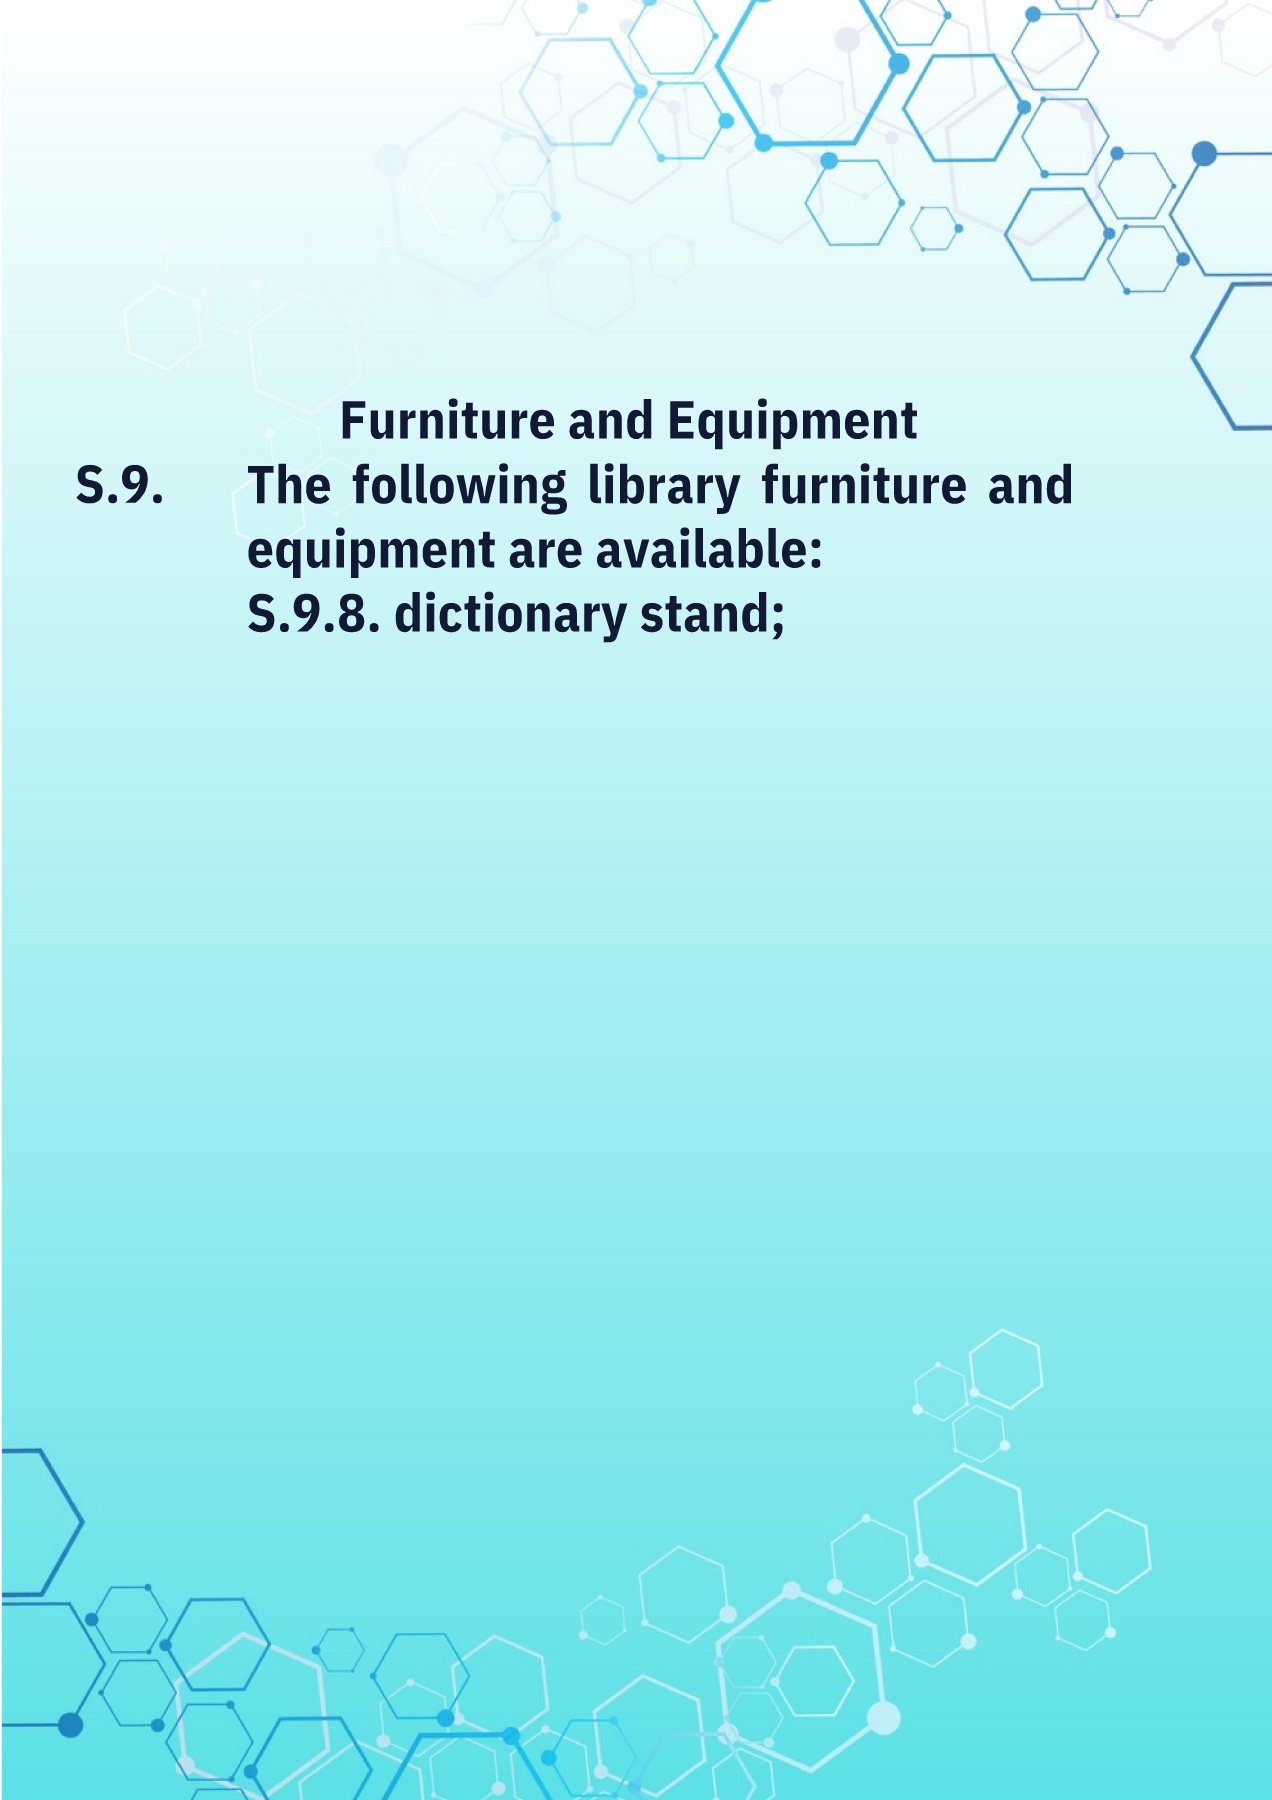 Furniture and Equipment
S.9. The following library furniture and
equipment are available:
S.9.8. dictionary stand;